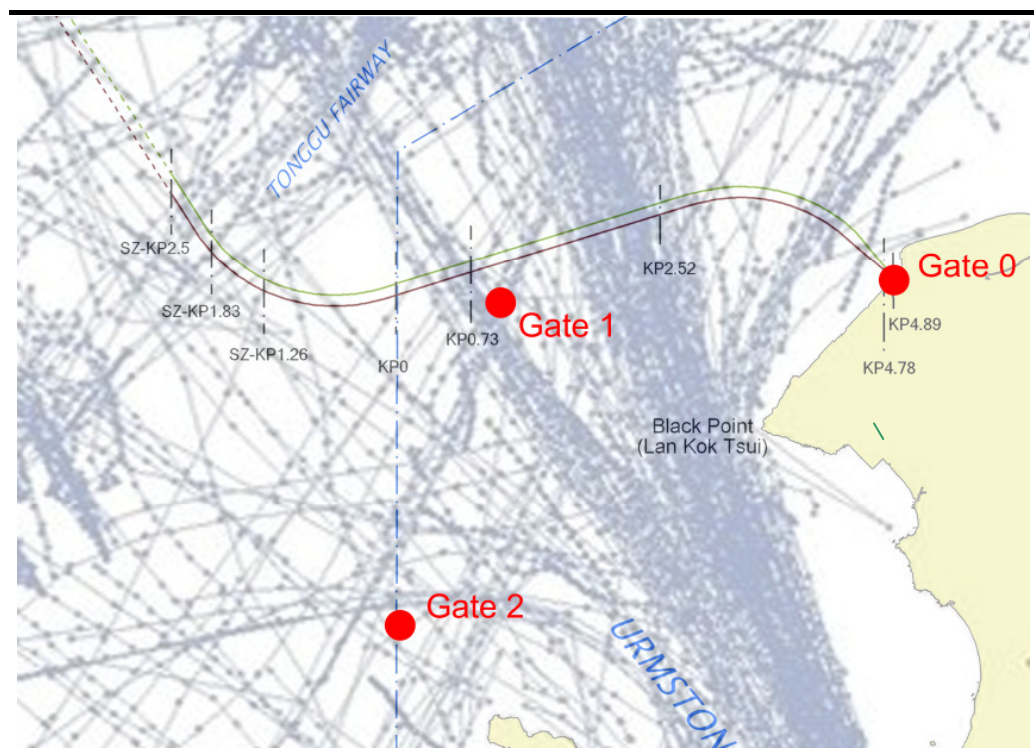 TONGGU FAIRWAY
SZ-KP2.5
SZ-KP1.83
SZ-KP1.26
KP0
KP0.73
KP2.52
Gate 0
KP4.89
KP4.78
Gate 1
Black Point
(Lan Kok Tsui)
Gate 2
URMSTON